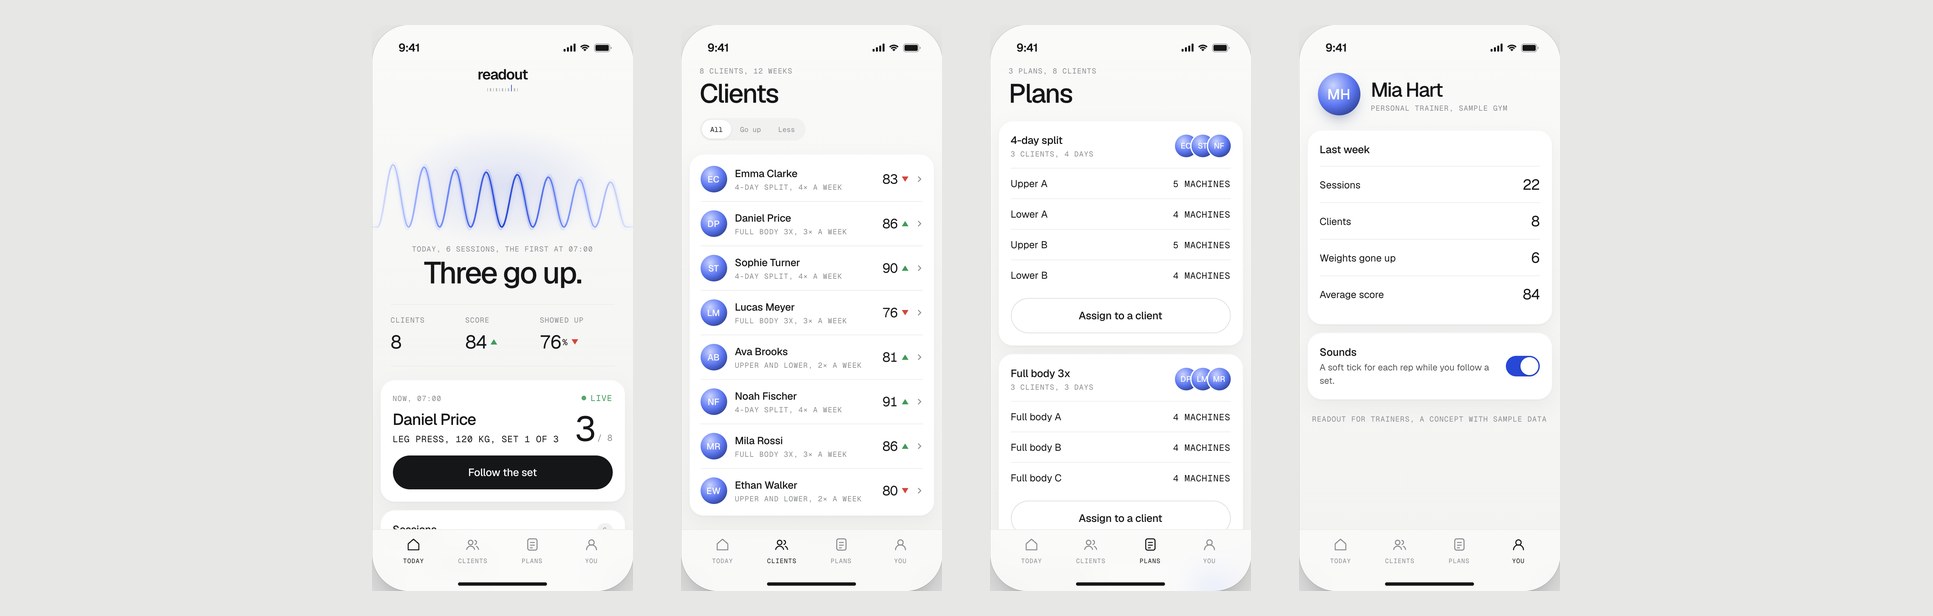 9:41
readout
TODAY, 6 SESSIONS, THE FIRST AT 07:00
Three go up.
CLIENTS
8
SCORE
84
SHOWED UP
76%
NOW, 07:00
LIVE
Daniel Price
LEG PRESS, 120 KG, SET 1 OF 3
3 / 8
Follow the set
Sessions
TODAY
CLIENTS
PLANS
YOU
9:41
8 CLIENTS, 12 WEEKS
Clients
All
Go up
Less
EC
Emma Clarke
4-DAY SPLIT, 4× A WEEK
83
DP
Daniel Price
FULL BODY 3X, 3× A WEEK
86
ST
Sophie Turner
4-DAY SPLIT, 4× A WEEK
90
LM
Lucas Meyer
FULL BODY 3X, 3× A WEEK
76
AB
Ava Brooks
UPPER AND LOWER, 2× A WEEK
81
NF
Noah Fischer
4-DAY SPLIT, 4× A WEEK
91
MR
Mila Rossi
FULL BODY 3X, 3× A WEEK
86
EW
Ethan Walker
UPPER AND LOWER, 2× A WEEK
80
TODAY
CLIENTS
PLANS
YOU
9:41
3 PLANS, 8 CLIENTS
Plans
4-day split
3 CLIENTS, 4 DAYS
EC
ST
NF
Upper A
5 MACHINES
Lower A
4 MACHINES
Upper B
5 MACHINES
Lower B
4 MACHINES
Assign to a client
Full body 3x
3 CLIENTS, 3 DAYS
DP
LM
MR
Full body A
4 MACHINES
Full body B
4 MACHINES
Full body C
4 MACHINES
Assign to a client
TODAY
CLIENTS
PLANS
YOU
9:41
MH
Mia Hart
PERSONAL TRAINER, SAMPLE GYM
Last week
Sessions
22
Clients
8
Weights gone up
6
Average score
84
Sounds
A soft tick for each rep while you follow a
set.
READOUT FOR TRAINERS, A CONCEPT WITH SAMPLE DATA
TODAY
CLIENTS
PLANS
YOU